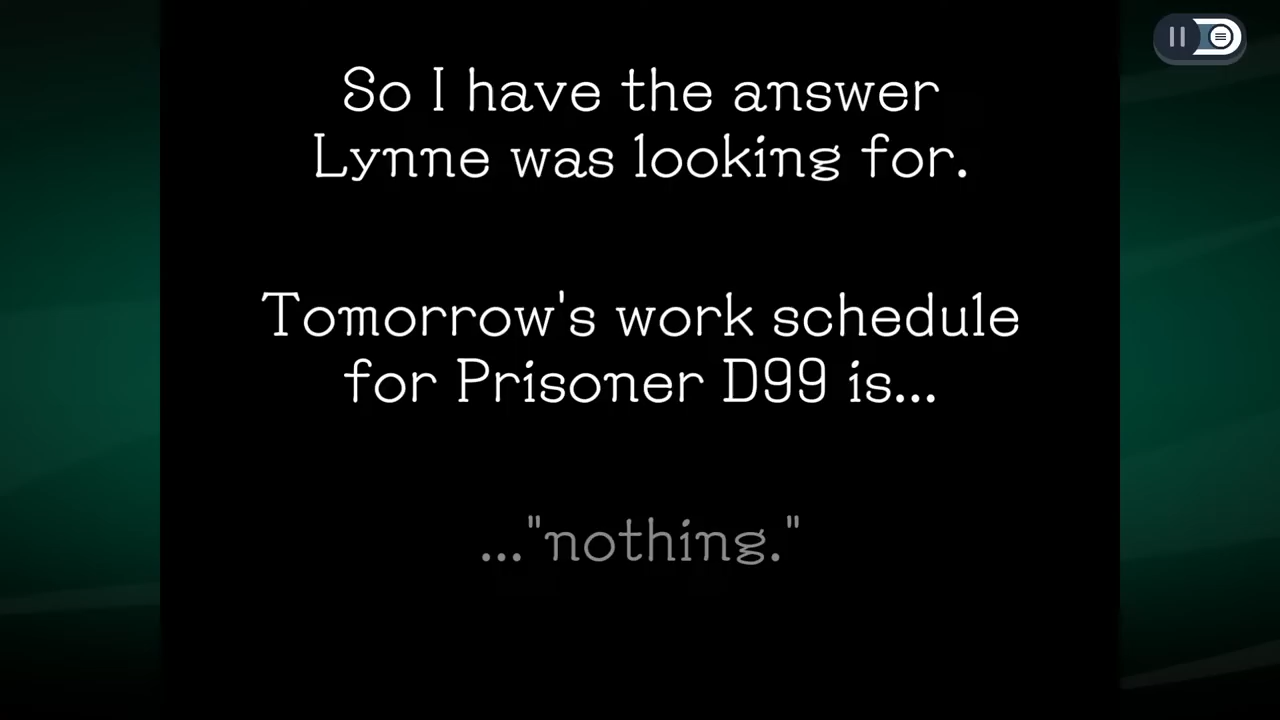 So I have the answer
Lynne was looking for.
Tomorrow's work schedule
for Prisoner D99 is...
..."nothing."